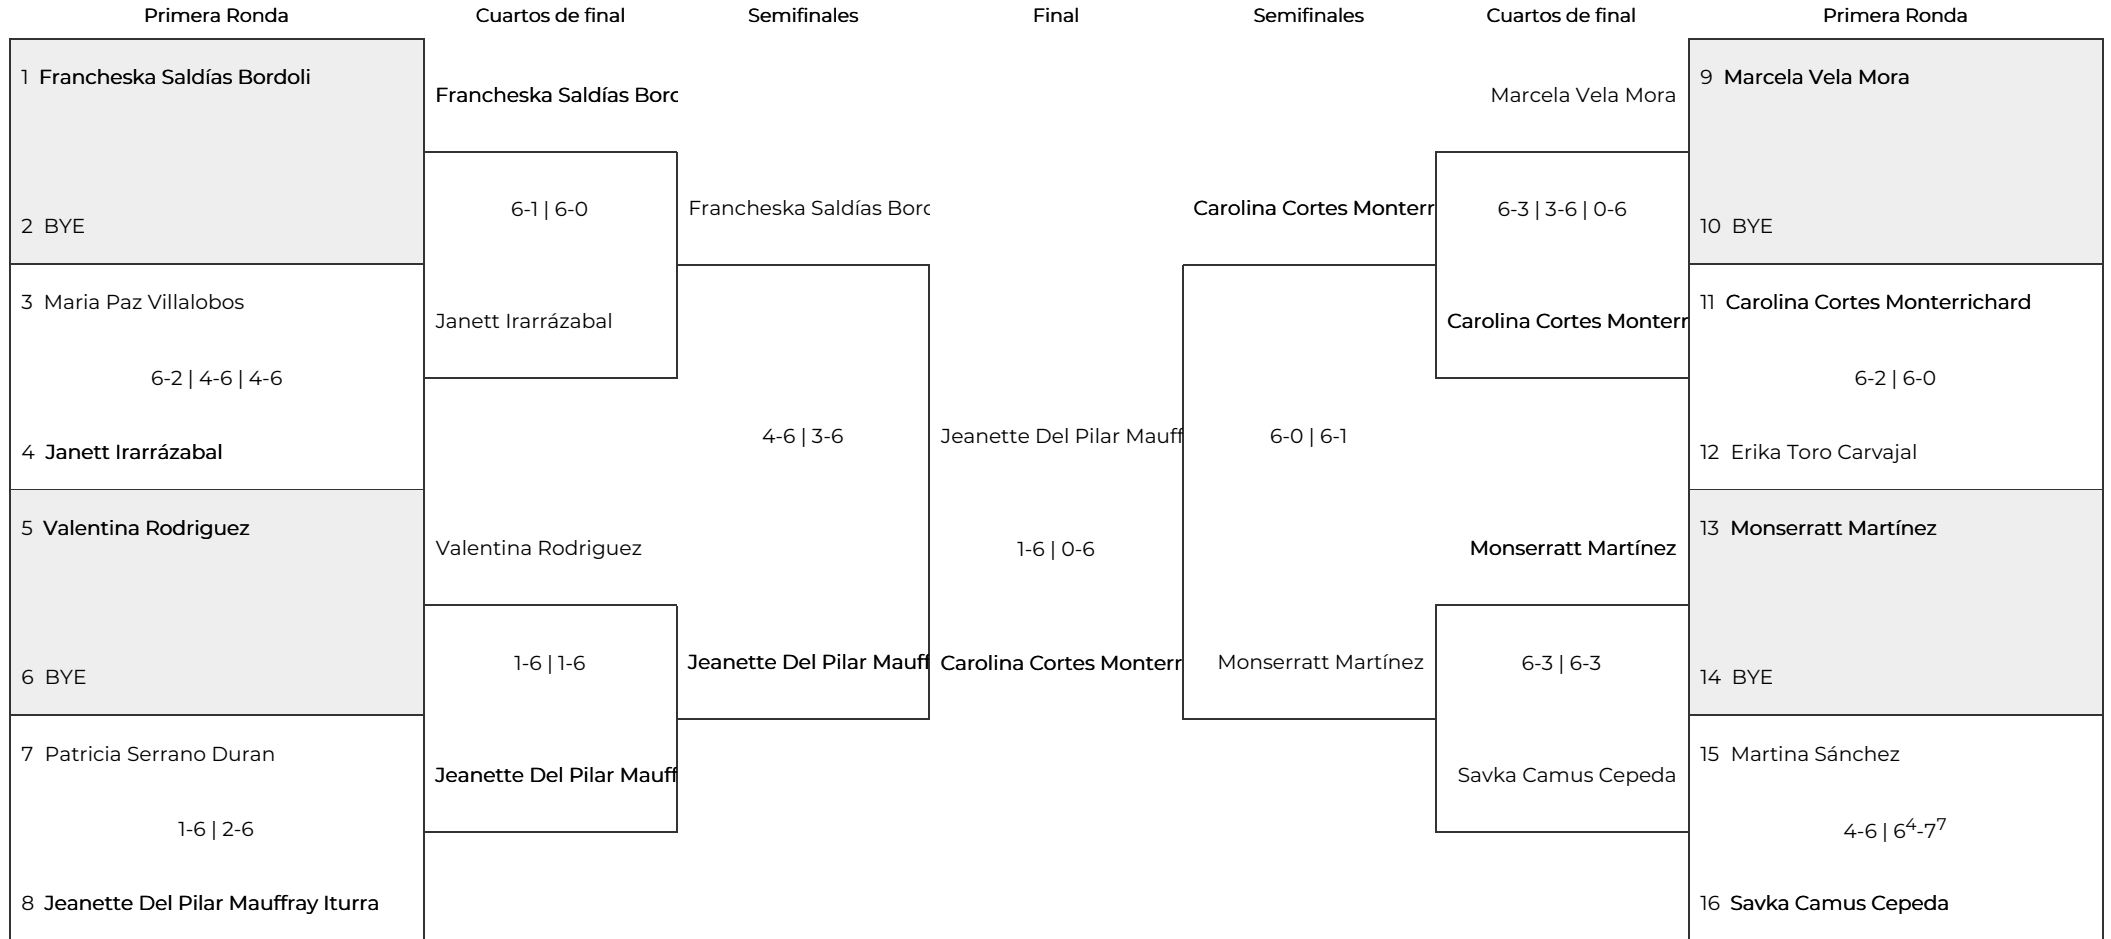 Primera Ronda
Cuartos de final
Semifinales
Final
Semifinales
Cuartos de final
Primera Ronda
1 Francheska Saldías Bordoli
2 BYE
3 Maria Paz Villalobos
6-2 | 4-6 | 4-6
4 Janett Irarrázabal
5 Valentina Rodriguez
6 BYE
7 Patricia Serrano Duran
1-6 | 2-6
8 Jeanette Del Pilar Mauffray Iturra
Francheska Saldías Bord
6-1 | 6-0
Janett Irarrázabal
Valentina Rodriguez
1-6 | 1-6
Jeanette Del Pilar Mauff
Francheska Saldías Bord
4-6 | 3-6
Jeanette Del Pilar Mauff
Jeanette Del Pilar Mauff
1-6 | 0-6
Carolina Cortes Monterr
Carolina Cortes Monterr
6-0 | 6-1
Monserratt Martínez
Marcela Vela Mora
6-3 | 3-6 | 0-6
Carolina Cortes Monterr
Monserratt Martínez
6-3 | 6-3
Savka Camus Cepeda
9 Marcela Vela Mora
10 BYE
11 Carolina Cortes Monterrichard
6-2 | 6-0
12 Erika Toro Carvajal
13 Monserratt Martínez
14 BYE
15 Martina Sánchez
4-6 | 6⁴-7⁷
16 Savka Camus Cepeda